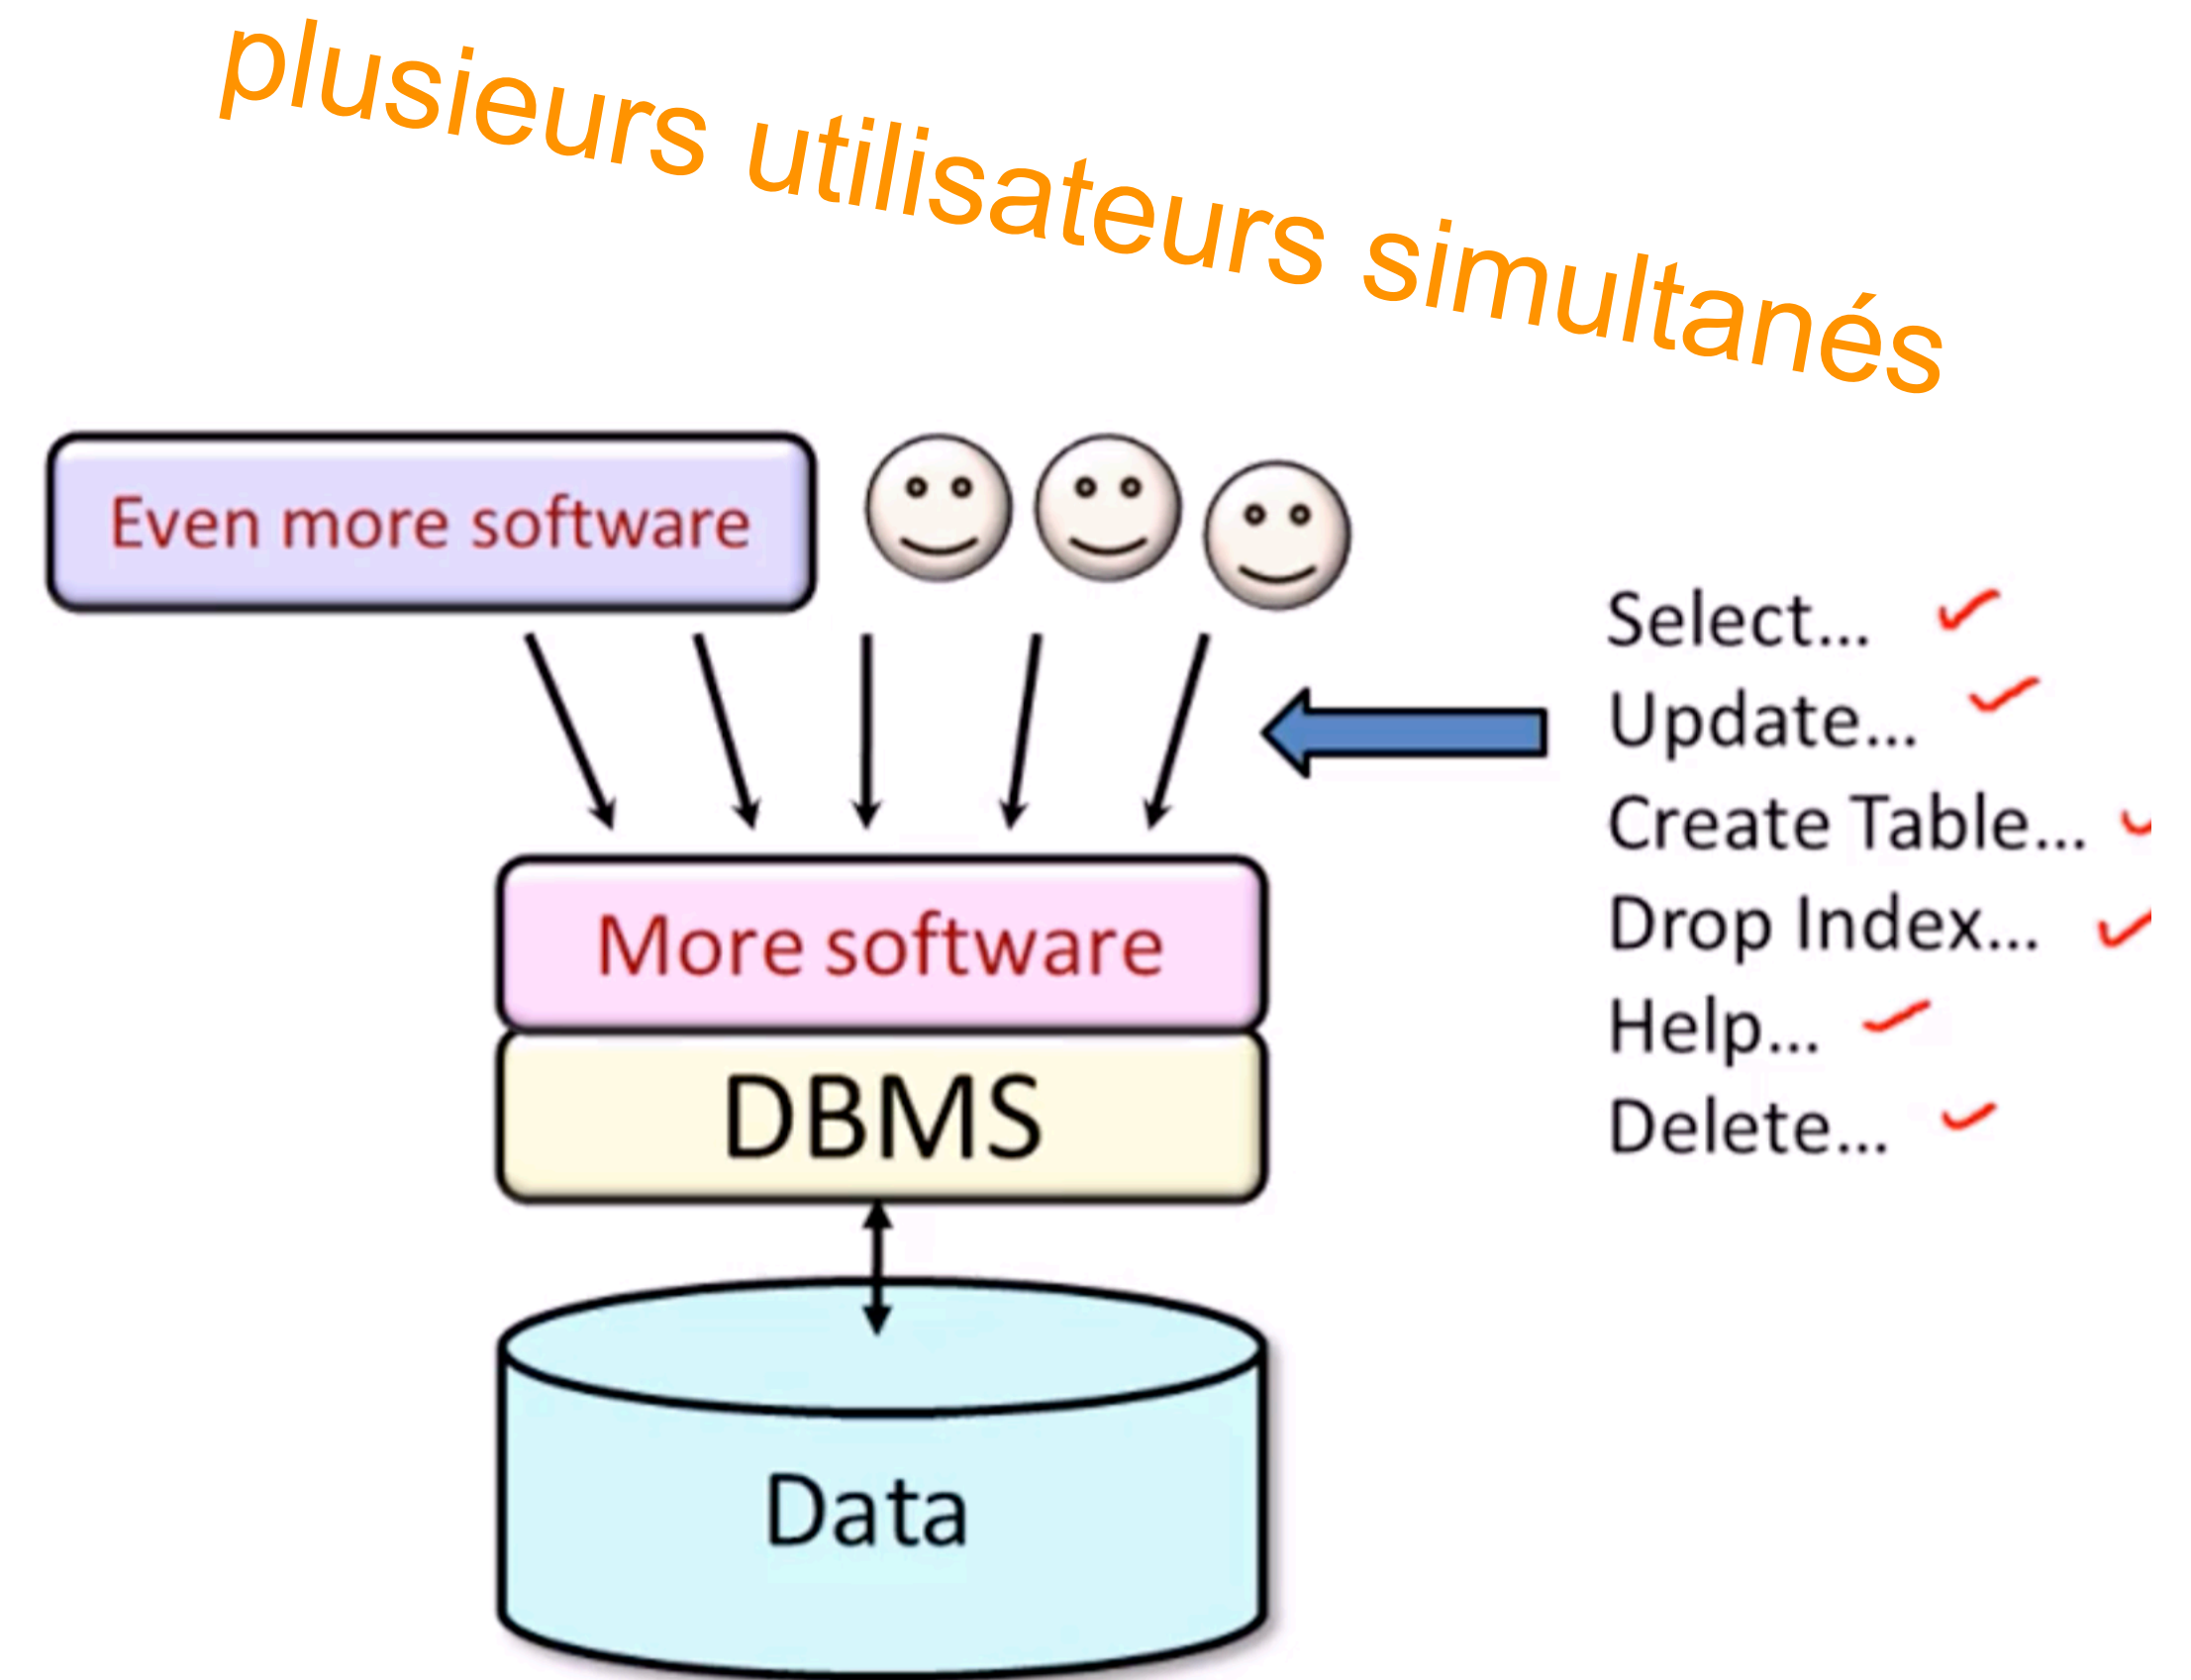 plusieurs utilisateurs simultanés
Even more software
Select...
Update...
Create Table...
Drop Index...
Help...
Delete...
More software
DBMS
Data